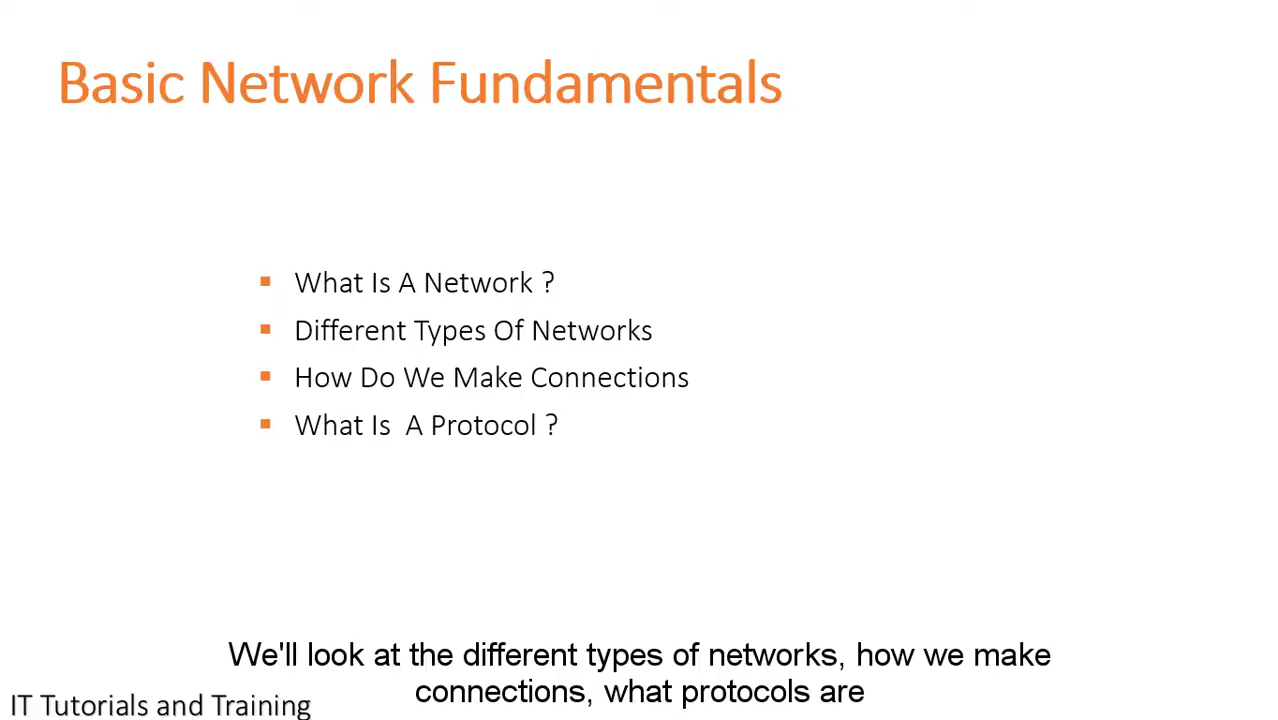 Basic Network Fundamentals
What Is A Network ?
Different Types Of Networks
How Do We Make Connections
What Is  A Protocol ?
We'll look at the different types of networks, how we make
connections, what protocols are
IT Tutorials and Training